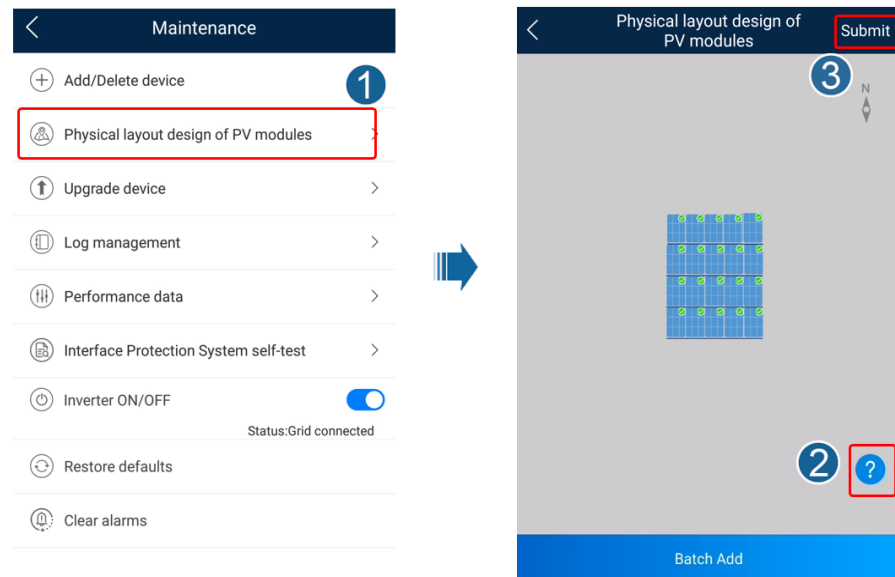 Maintenance
Add/Delete device
1
Physical layout design of PV modules
Upgrade device
Log management
Performance data
Interface Protection System self-test
Inverter ON/OFF
Status:Grid connected
Restore defaults
Clear alarms
Physical layout design of
PV modules
Submit
3
N
2
?
Batch Add